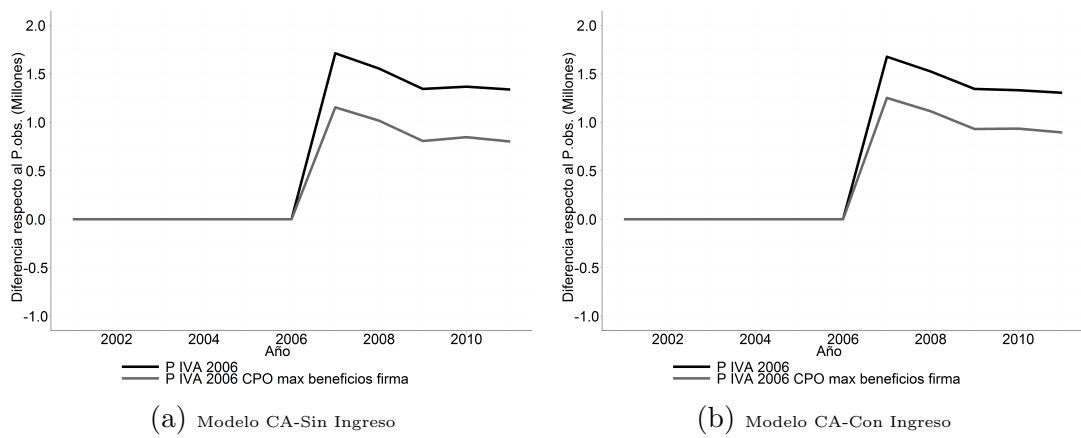 Diferencia respecto al P.obs. (Millones)
2.0
1.5
1.0
0.5
0.0
-0.5
-1.0
2002 2004 2006 2008 2010
Año
P IVA 2006
P IVA 2006 CPO max beneficios firma
(a) Modelo CA-Sin Ingreso
Diferencia respecto al P.obs. (Millones)
2.0
1.5
1.0
0.5
0.0
-0.5
-1.0
2002 2004 2006 2008 2010
Año
P IVA 2006
P IVA 2006 CPO max beneficios firma
(b) Modelo CA-Con Ingreso